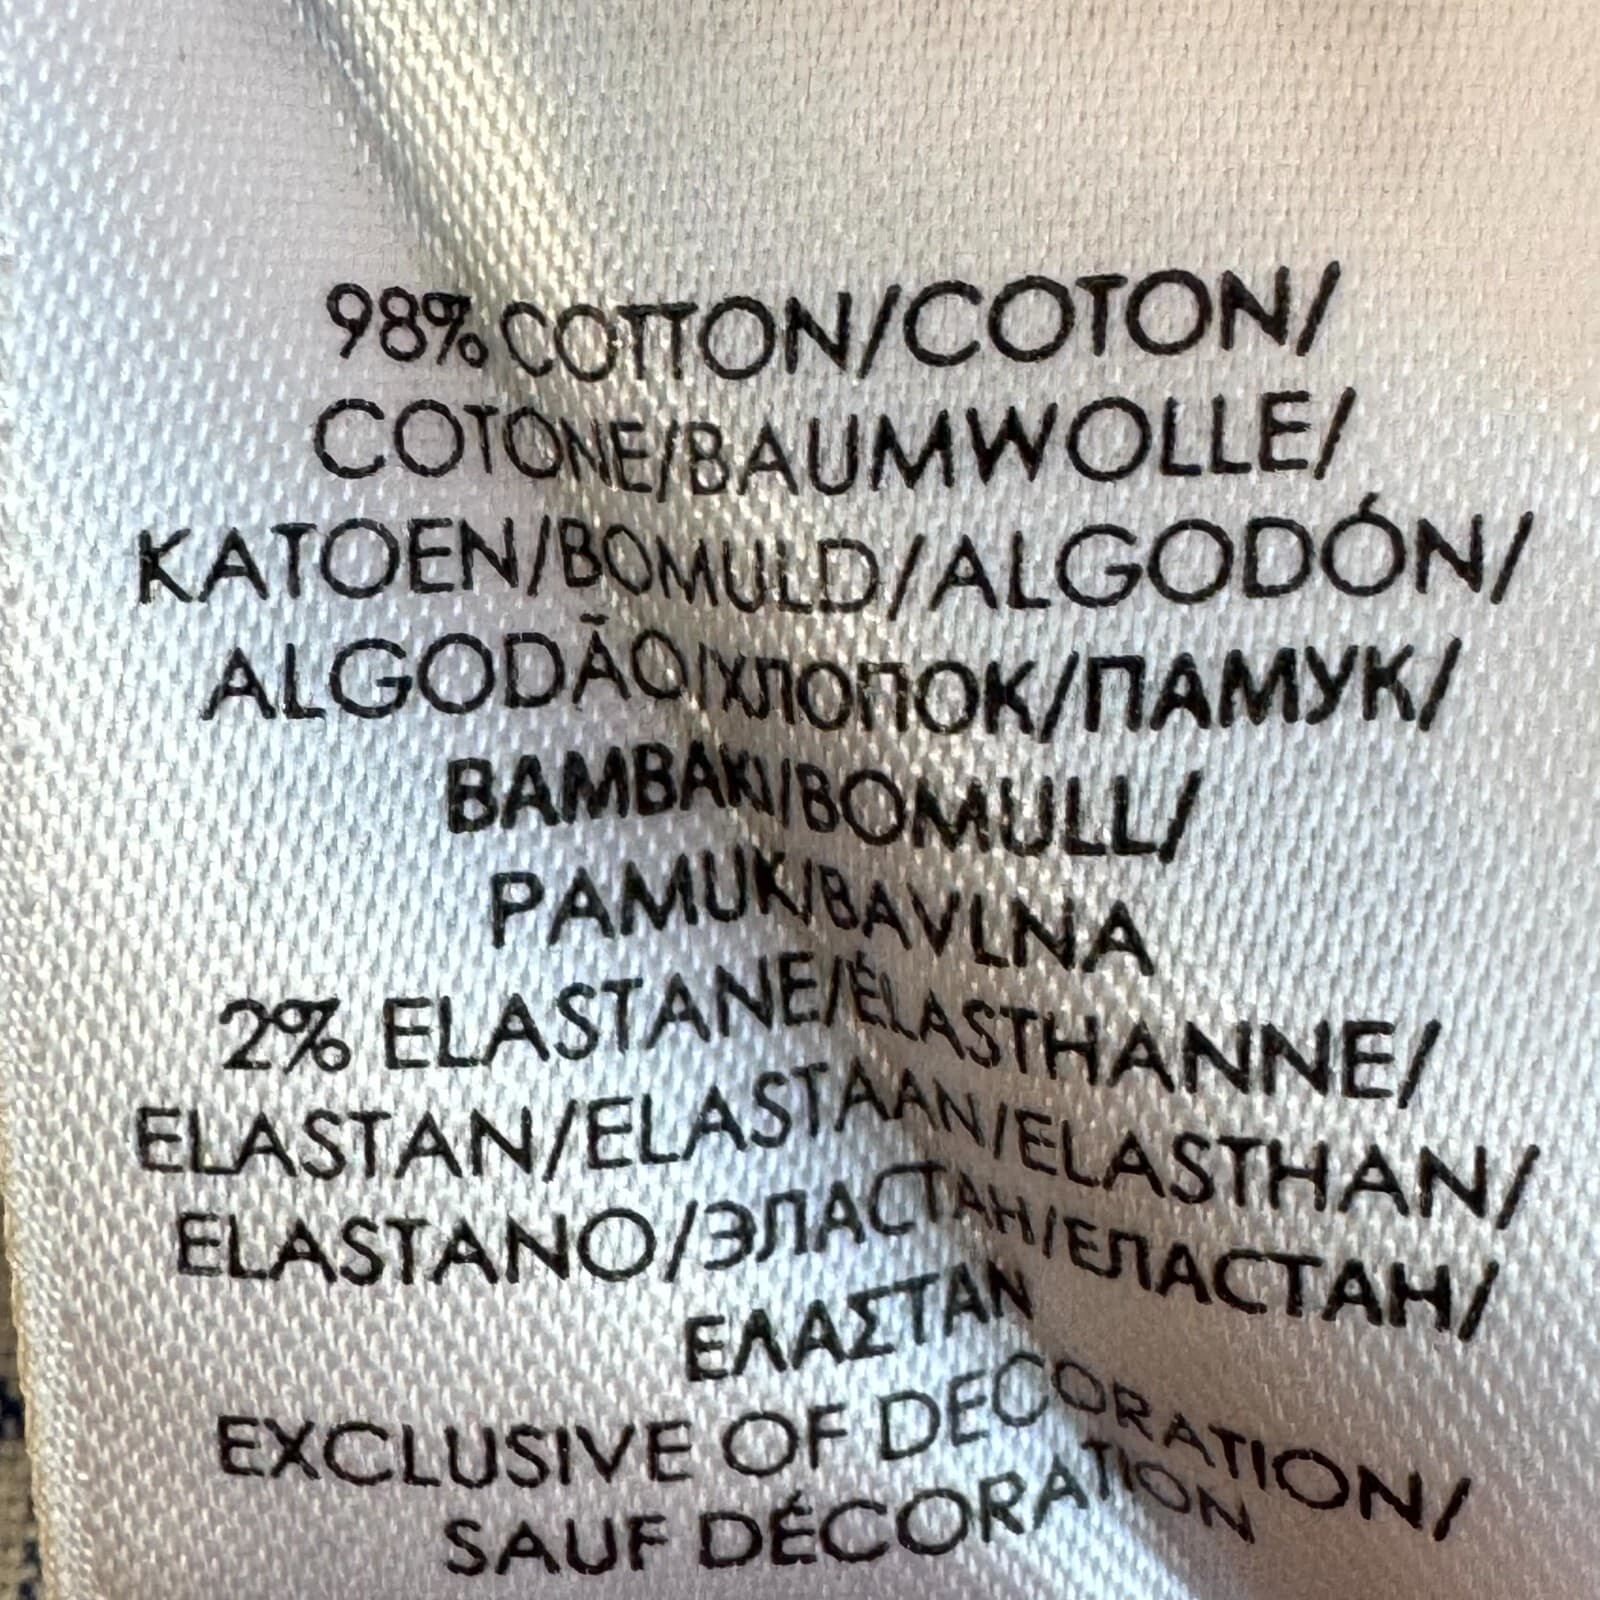 98% COTTON/COTON/
COTONE/BAUMWOLLE/
KATOEN/BOMULD/ALGODÓN/
ALGODÃO/ХЛОПОК/ПАМУК/
ΒΑΜΒΑΚΙ/BOMULL/
PAMUK/BAVLNA
2% ELASTANE/ÉLASTHANNE/
ELASTAN/ELASTAAN/ELASTHAN/
ELASTANO/ЭЛАСТАН/ЕЛАСТАН/
ΕΛΑΣΤΑΝ
EXCLUSIVE OF DECORATION/
SAUF DÉCORATION